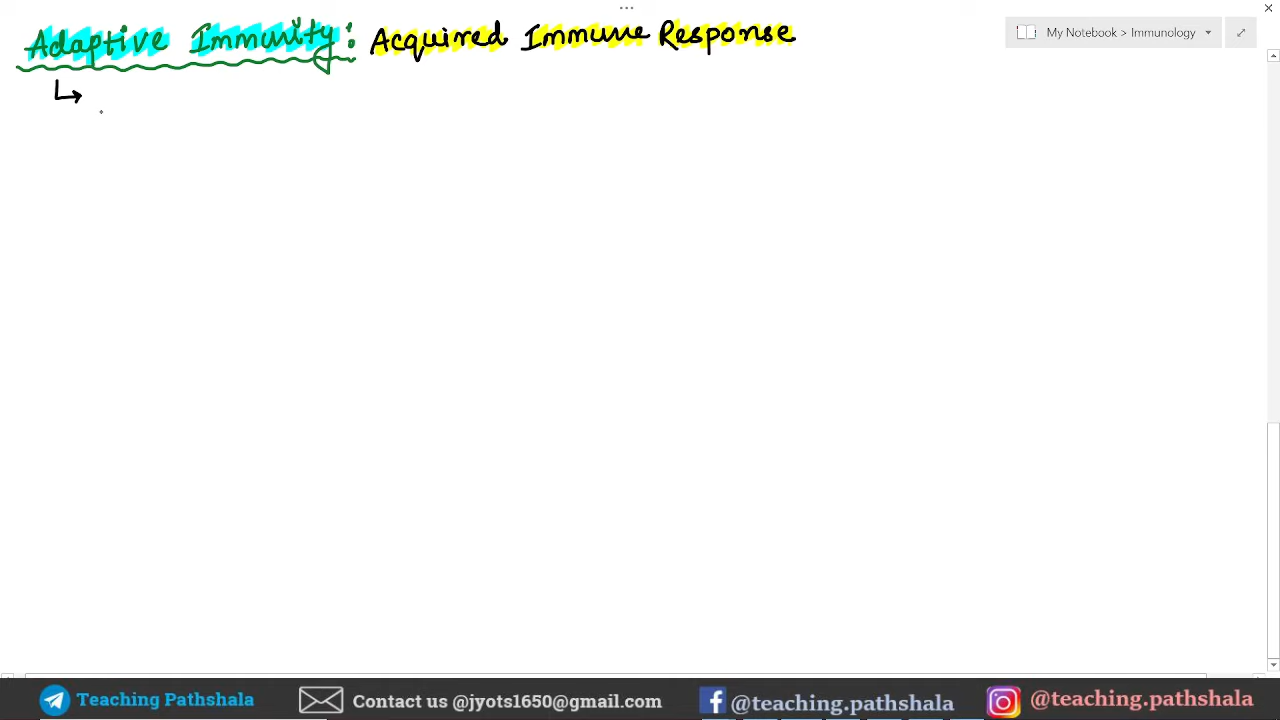 Adaptive Immunity: Acquired Immune Response
My Notebook > Immunology
Teaching Pathshala Contact us @jyots1650@gmail.com @teaching.pathshala @teaching.pathshala